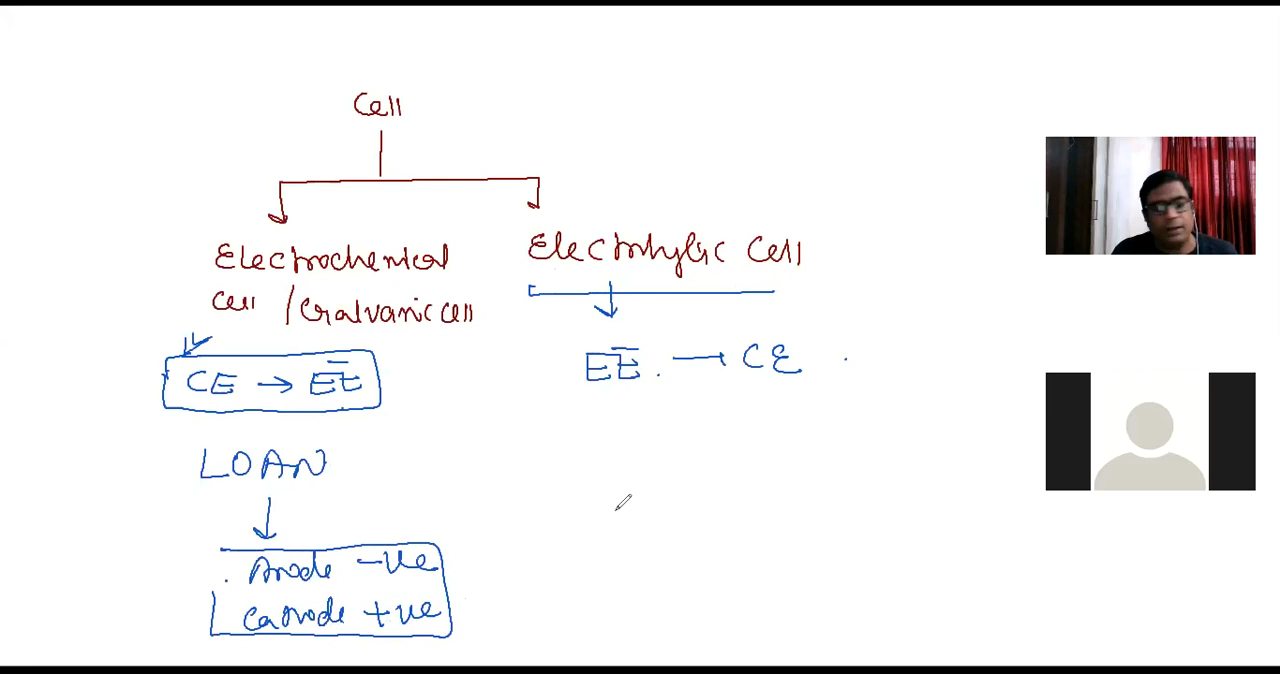 Cell
Electrochemical
Cell / Galvanic Cell
Electrolytic Cell
CE → EE
EE. → CE
LOAN
Anode -ve
Cathode +ve